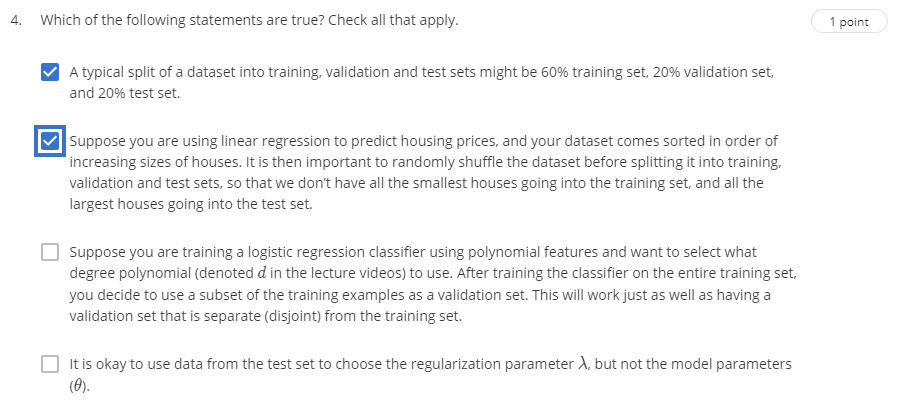 4. Which of the following statements are true? Check all that apply.
1 point
A typical split of a dataset into training, validation and test sets might be 60% training set, 20% validation set,
and 20% test set.
Suppose you are using linear regression to predict housing prices, and your dataset comes sorted in order of
increasing sizes of houses. It is then important to randomly shuffle the dataset before splitting it into training,
validation and test sets, so that we don’t have all the smallest houses going into the training set, and all the
largest houses going into the test set.
Suppose you are training a logistic regression classifier using polynomial features and want to select what
degree polynomial (denoted d in the lecture videos) to use. After training the classifier on the entire training set,
you decide to use a subset of the training examples as a validation set. This will work just as well as having a
validation set that is separate (disjoint) from the training set.
It is okay to use data from the test set to choose the regularization parameter λ, but not the model parameters
(θ).